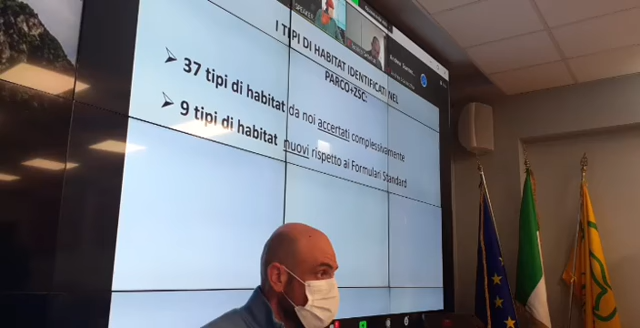 I TIPI DI HABITAT IDENTIFICATI NEL
PARCO+ZSC:
37 tipi di habitat da noi accertati complessivamente
9 tipi di habitat nuovi rispetto ai Formulari Standard